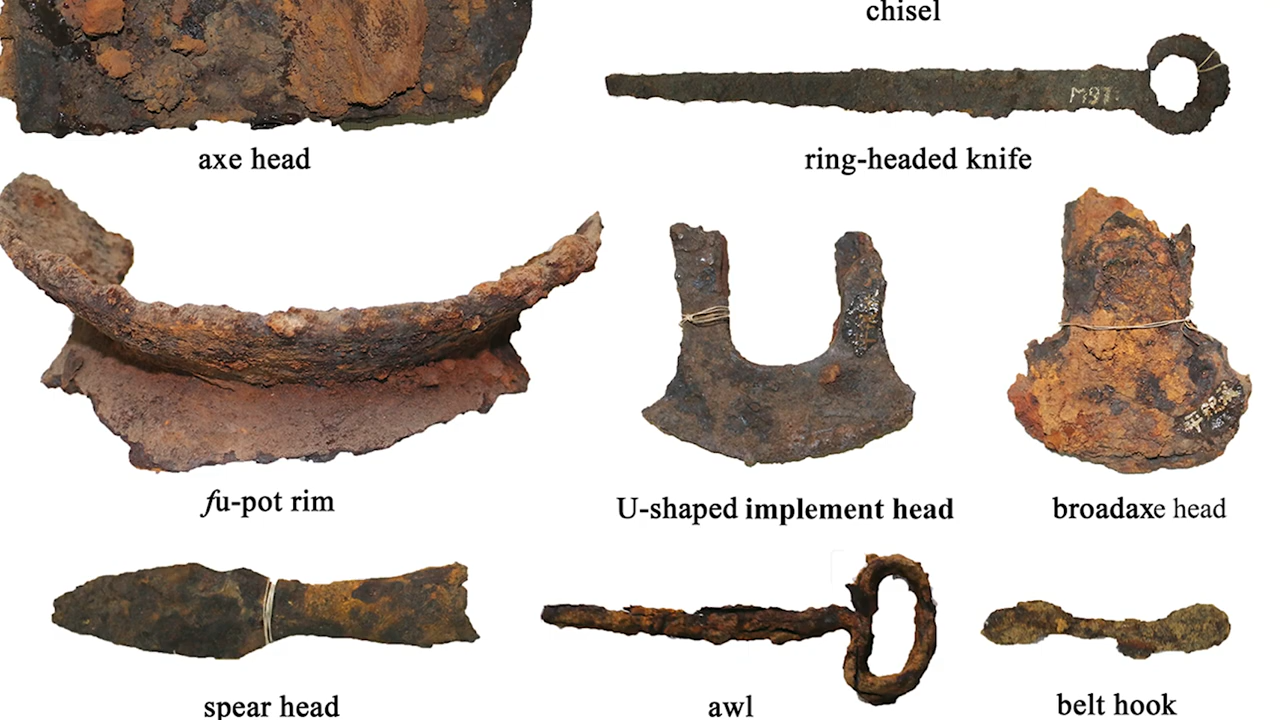 chisel
axe head
ring-headed knife
fu-pot rim
U-shaped implement head
broadaxe head
spear head
awl
belt hook